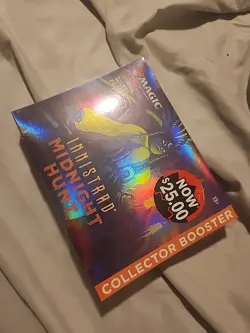 MAGIC
INNISTRAD
MIDNIGHT
HUNT
NOW
$25.00
COLLECTOR BOOSTER